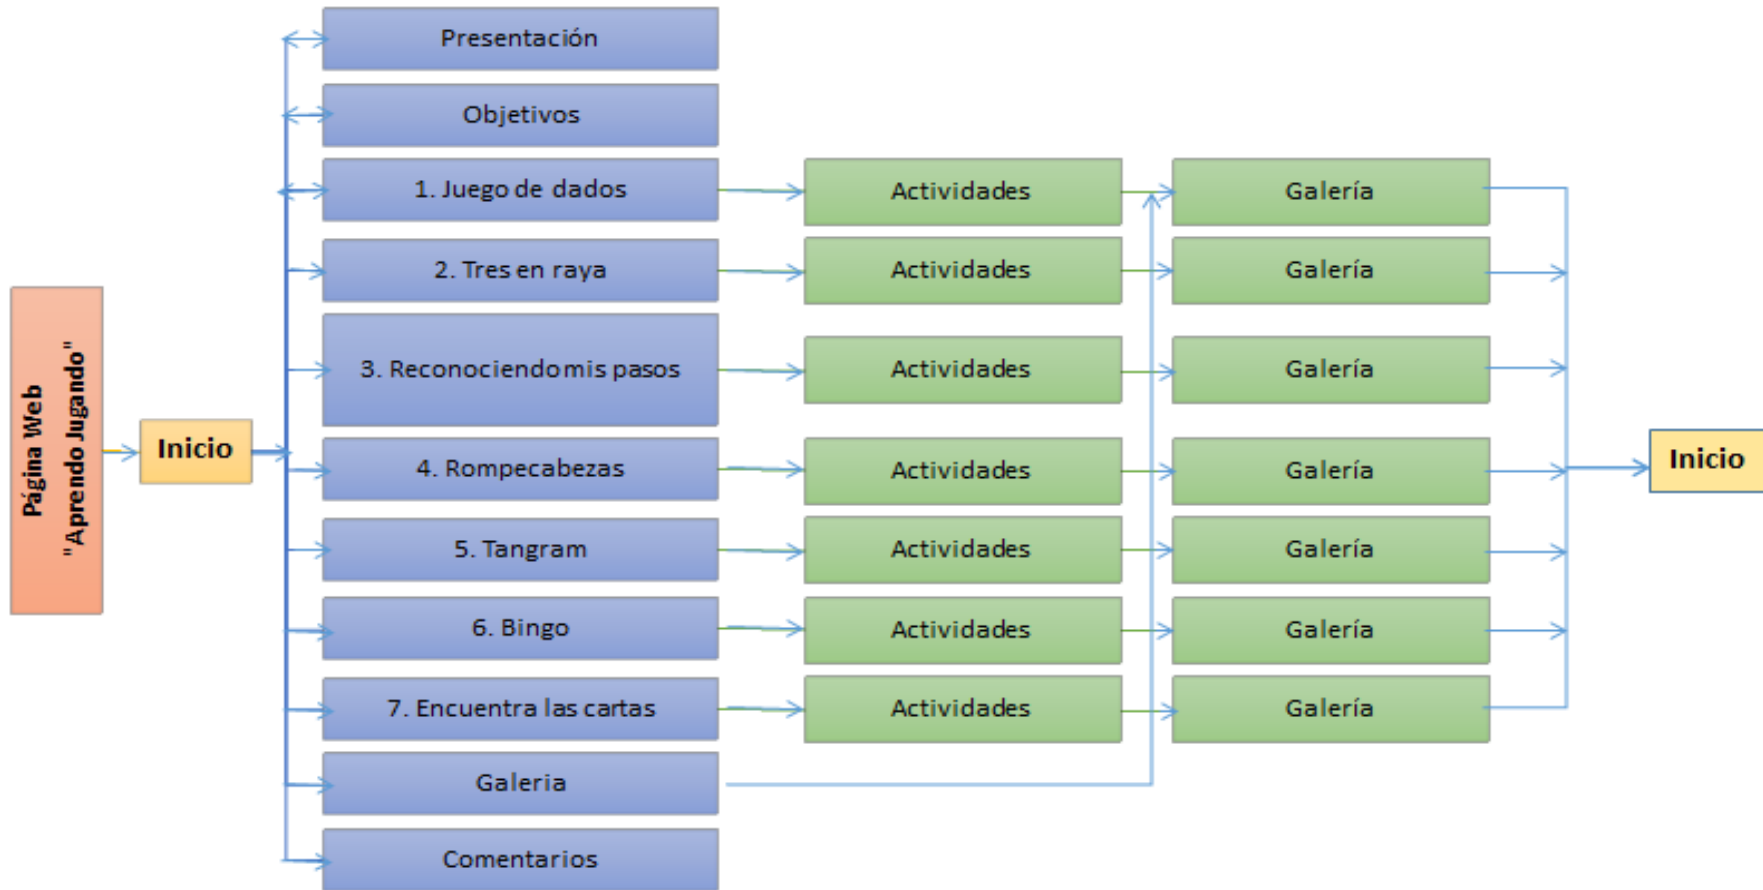 Página Web
"Aprendo Jugando"
Inicio
Presentación
Objetivos
1. Juego de dados
Actividades
Galería
2. Tres en raya
Actividades
Galería
3. Reconociendo mis pasos
Actividades
Galería
4. Rompecabezas
Actividades
Galería
5. Tangram
Actividades
Galería
6. Bingo
Actividades
Galería
7. Encuentra las cartas
Actividades
Galería
Galeria
Comentarios
Inicio